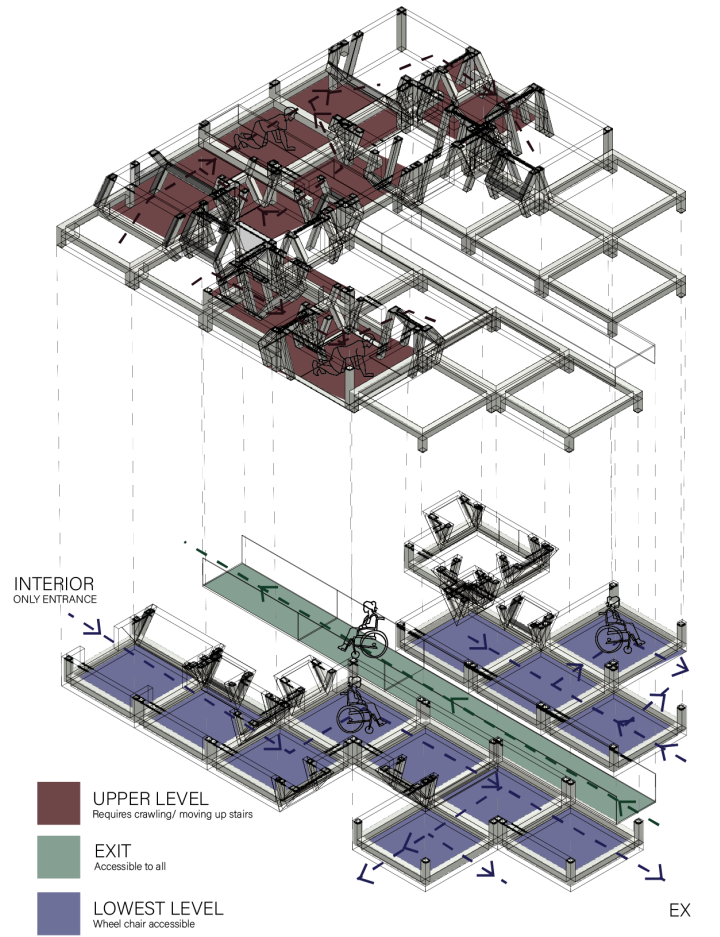 INTERIOR
ONLY ENTRANCE
UPPER LEVEL
Requires crawling/ moving up stairs
EXIT
Accessible to all
LOWEST LEVEL
Wheel chair accessible
EX